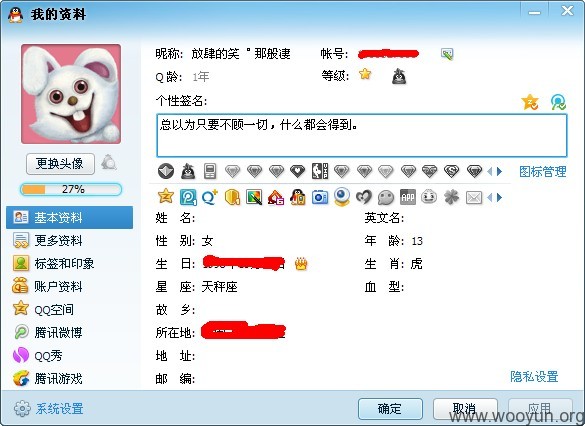 我的资料
昵称: 放肆的笑 ° 那般逮 帐号:
Q 龄: 1年 等级:
个性签名:
总以为只要不顾一切，什么都会得到。
更换头像
27%
图标管理
基本资料
更多资料
标签和印象
账户资料
QQ空间
腾讯微博
QQ秀
腾讯游戏
姓 名: 英文名:
性 别: 女 年 龄: 13
生 日: 生 肖: 虎
星 座: 天秤座 血 型:
故 乡:
所在地:
地 址:
邮 编:
隐私设置
系统设置
确定 取消 应用
www.wooyun.org